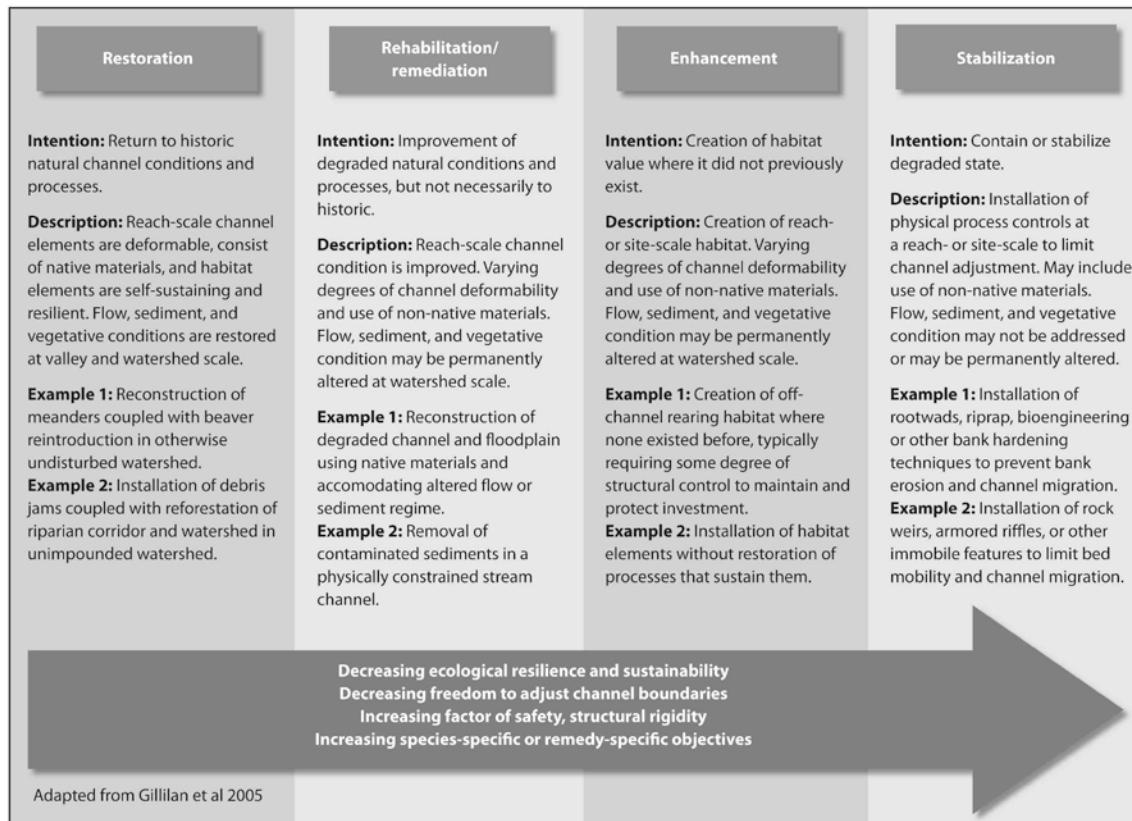 Restoration
Intention: Return to historic
natural channel conditions and
processes.
Description: Reach-scale channel
elements are deformable, consist
of native materials, and habitat
elements are self-sustaining and
resilient. Flow, sediment, and
vegetative conditions are restored
at valley and watershed scale.
Example 1: Reconstruction of
meanders coupled with beaver
reintroduction in otherwise
undisturbed watershed.
Example 2: Installation of debris
jams coupled with reforestation of
riparian corridor and watershed in
unimpounded watershed.
Rehabilitation/
remediation
Intention: Improvement of
degraded natural conditions and
processes, but not necessarily to
historic.
Description: Reach-scale channel
condition is improved. Varying
degrees of channel deformability
and use of non-native materials.
Flow, sediment, and vegetative
condition may be permanently
altered at watershed scale.
Example 1: Reconstruction of
degraded channel and floodplain
using native materials and
accomodating altered flow or
sediment regime.
Example 2: Removal of
contaminated sediments in a
physically constrained stream
channel.
Enhancement
Intention: Creation of habitat
value where it did not previously
exist.
Description: Creation of reach-
or site-scale habitat. Varying
degrees of channel deformability
and use of non-native materials.
Flow, sediment, and vegetative
condition may be permanently
altered at watershed scale.
Example 1: Creation of off-
channel rearing habitat where
none existed before, typically
requiring some degree of
structural control to maintain and
protect investment.
Example 2: Installation of habitat
elements without restoration of
processes that sustain them.
Stabilization
Intention: Contain or stabilize
degraded state.
Description: Installation of
physical process controls at
a reach- or site-scale to limit
channel adjustment. May include
use of non-native materials.
Flow, sediment, and vegetative
condition may not be addressed
or may be permanently altered.
Example 1: Installation of
rootwads, riprap, bioengineering
or other bank hardening
techniques to prevent bank
erosion and channel migration.
Example 2: Installation of rock
weirs, armored riffles, or other
immobile features to limit bed
mobility and channel migration.
Decreasing ecological resilience and sustainability
Decreasing freedom to adjust channel boundaries
Increasing factor of safety, structural rigidity
Increasing species-specific or remedy-specific objectives
Adapted from Gillilan et al 2005